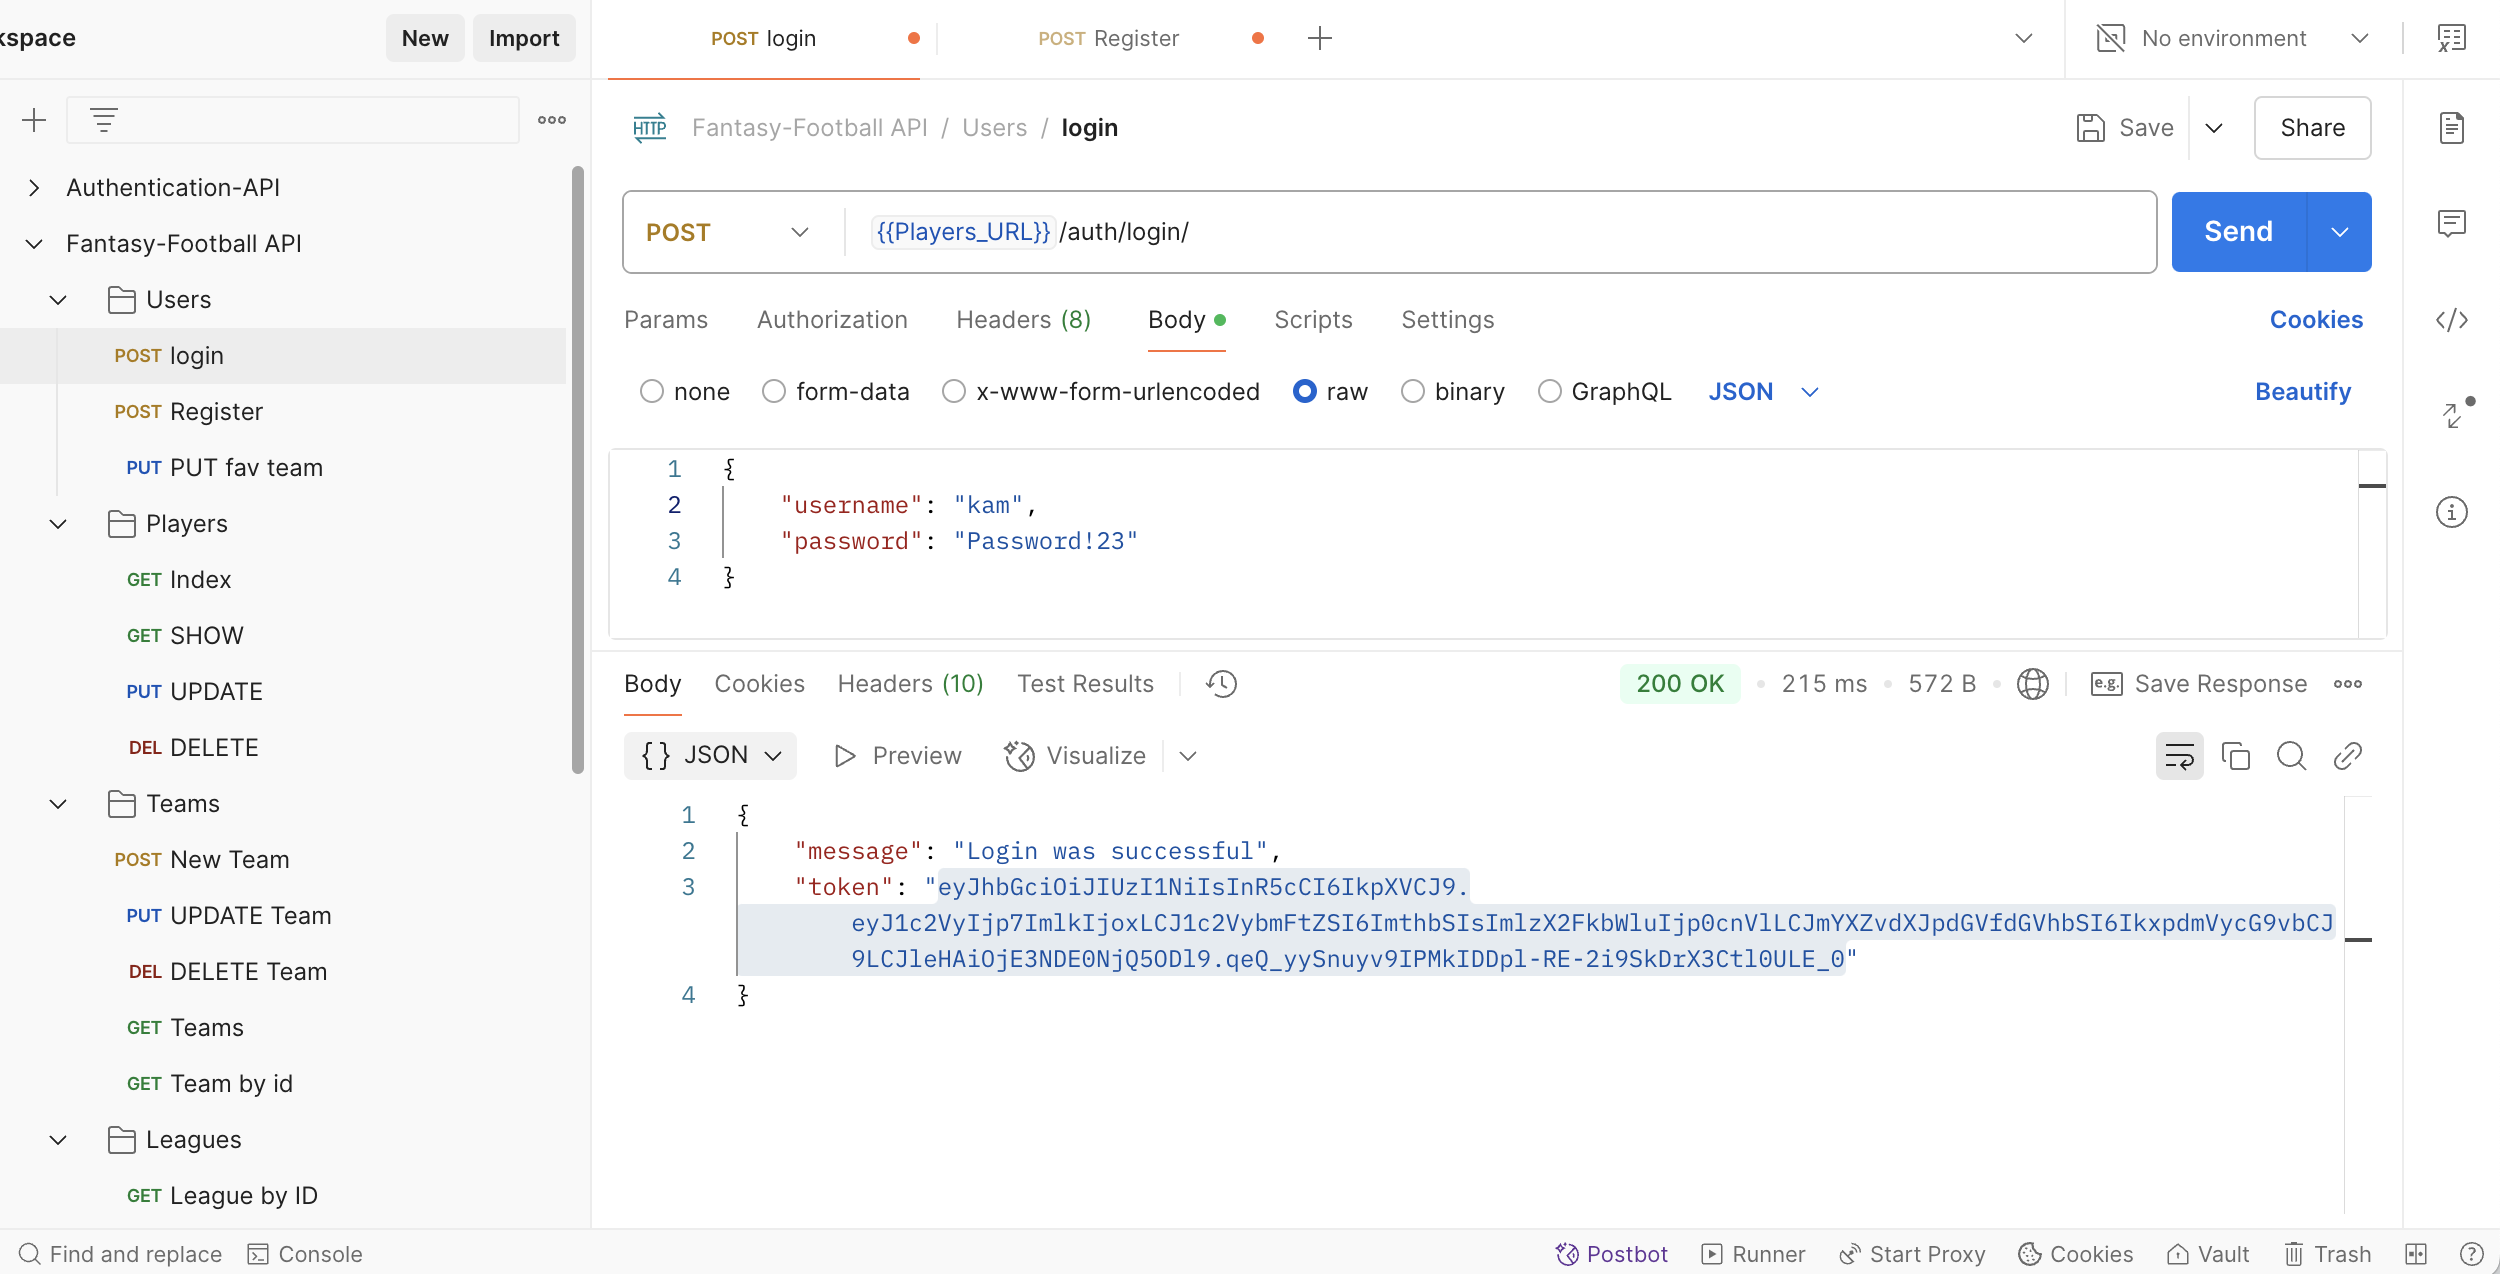 kspace
New
Import
POST login
POST Register
No environment
Authentication-API
Fantasy-Football API
Users
POST login
POST Register
PUT PUT fav team
Players
GET Index
GET SHOW
PUT UPDATE
DEL DELETE
Teams
POST New Team
PUT UPDATE Team
DEL DELETE Team
GET Teams
GET Team by id
Leagues
GET League by ID
HTTP Fantasy-Football API / Users / login
Save
Share
POST {{Players_URL}}/auth/login/
Send
Params Authorization Headers (8) Body Scripts Settings Cookies
none form-data x-www-form-urlencoded raw binary GraphQL JSON Beautify
1 {
2 "username": "kam",
3 "password": "Password!23"
4 }
Body Cookies Headers (10) Test Results
200 OK • 215 ms • 572 B • e.g. Save Response
{} JSON Preview Visualize
1 {
2 "message": "Login was successful",
3 "token": "eyJhbGciOiJIUzI1NiIsInR5cCI6IkpXVCJ9.
eyJ1c2VyIjp7ImlkIjoxLCJ1c2VybmFtZSI6ImthbSIsImlzX2FkbWluIjp0cnVlLCJmYXZvdXJpdGVfdGVhbSI6IkxpdmVycG9vbCJ
9LCJleHAiOjE3NDE0NjQ5ODl9.qeQ_yySnuyv9IPMkIDDpl-RE-2i9SkDrX3Ctl0ULE_0"
4 }
Find and replace Console
Postbot Runner Start Proxy Cookies Vault Trash